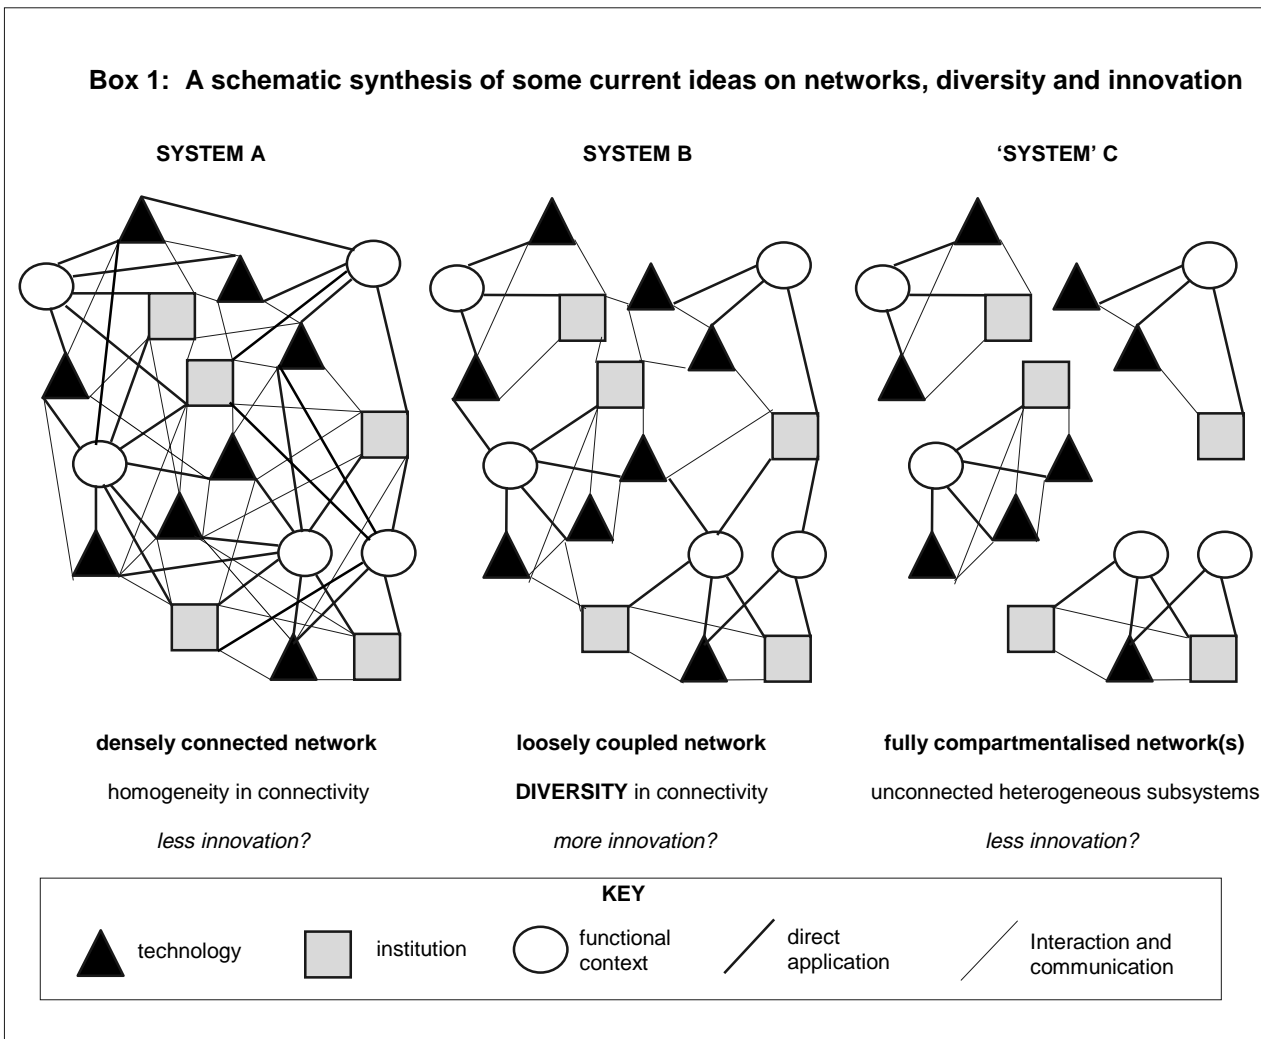 Box 1:  A schematic synthesis of some current ideas on networks, diversity and innovation
SYSTEM A
SYSTEM B
‘SYSTEM’ C
densely connected network
homogeneity in connectivity
less innovation?
loosely coupled network
DIVERSITY in connectivity
more innovation?
fully compartmentalised network(s)
unconnected heterogeneous subsystems
less innovation?
KEY
technology
institution
functional
context
direct
application
Interaction and
communication